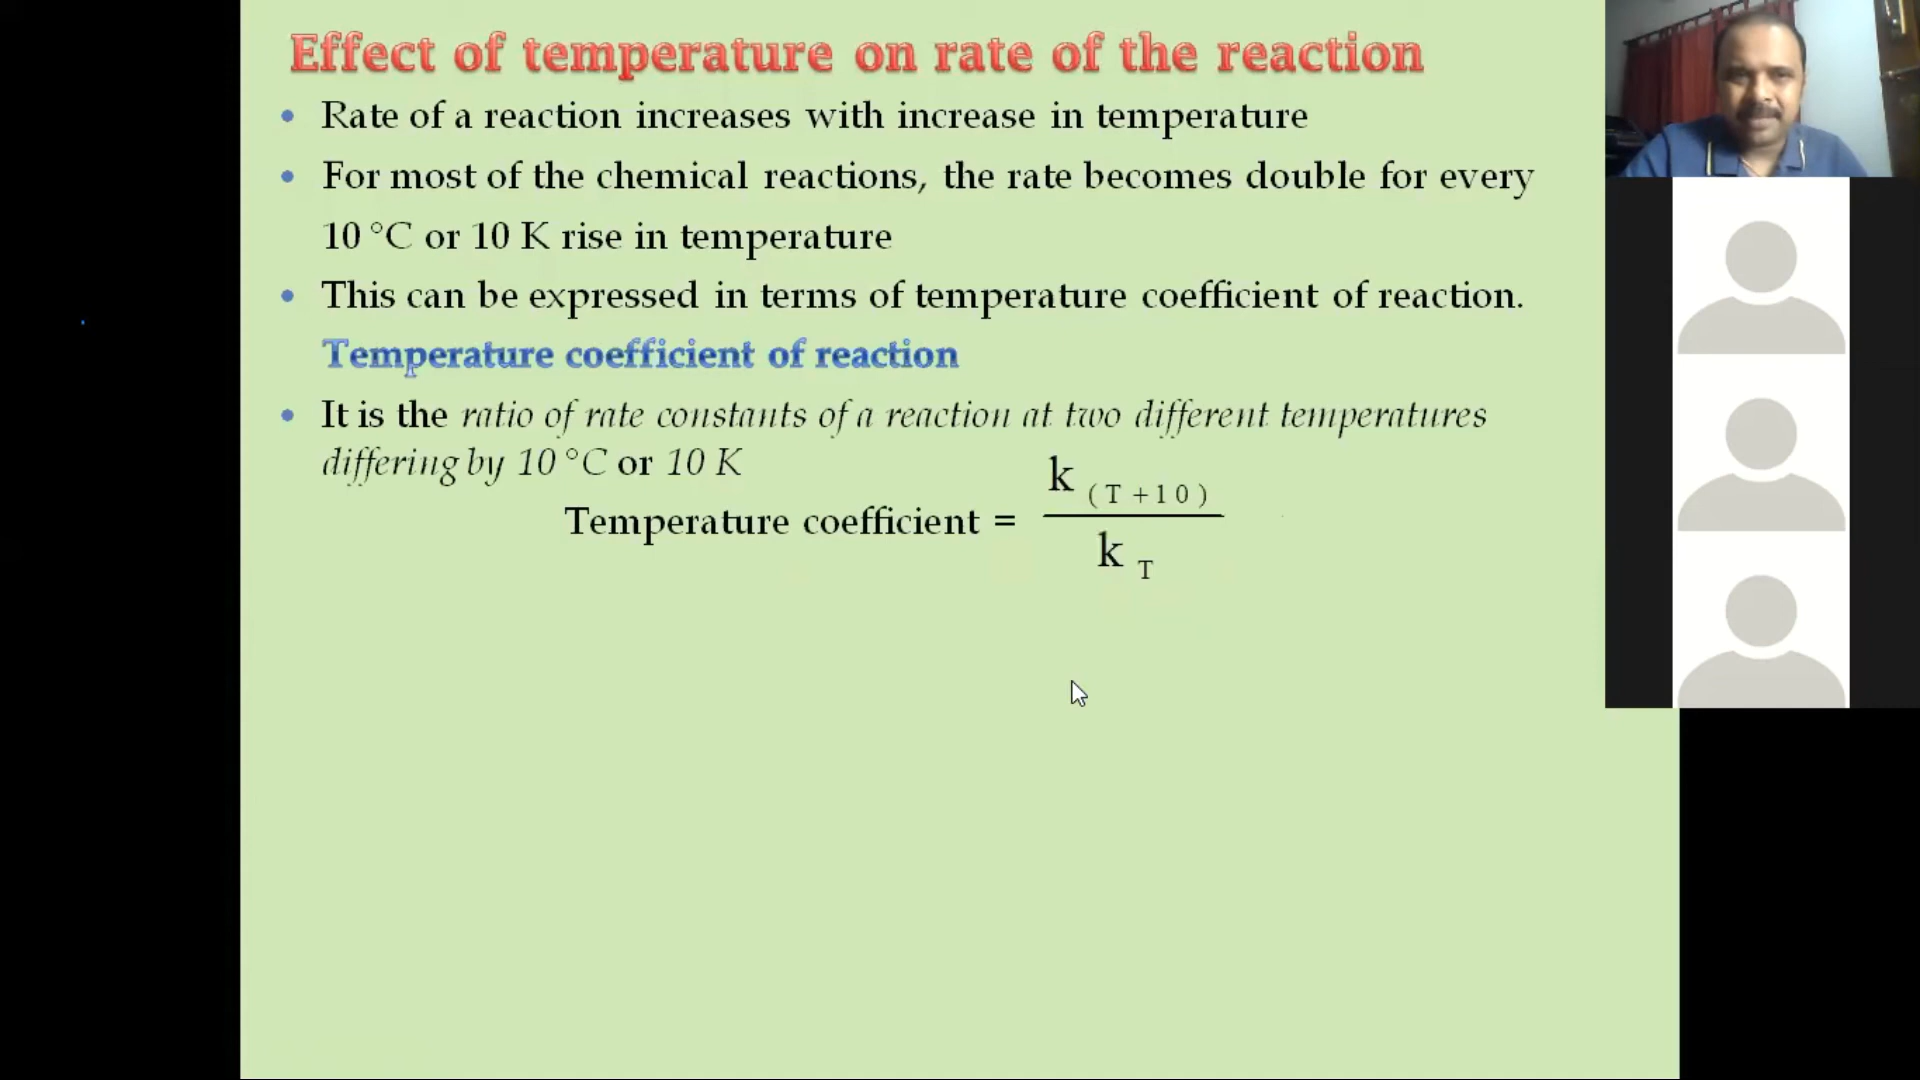 Effect of temperature on rate of the reaction
• Rate of a reaction increases with increase in temperature
• For most of the chemical reactions, the rate becomes double for every
10 °C or 10 K rise in temperature
• This can be expressed in terms of temperature coefficient of reaction.
Temperature coefficient of reaction
• It is the ratio of rate constants of a reaction at two different temperatures
differing by 10 °C or 10 K
k (T+10)
Temperature coefficient =
k T